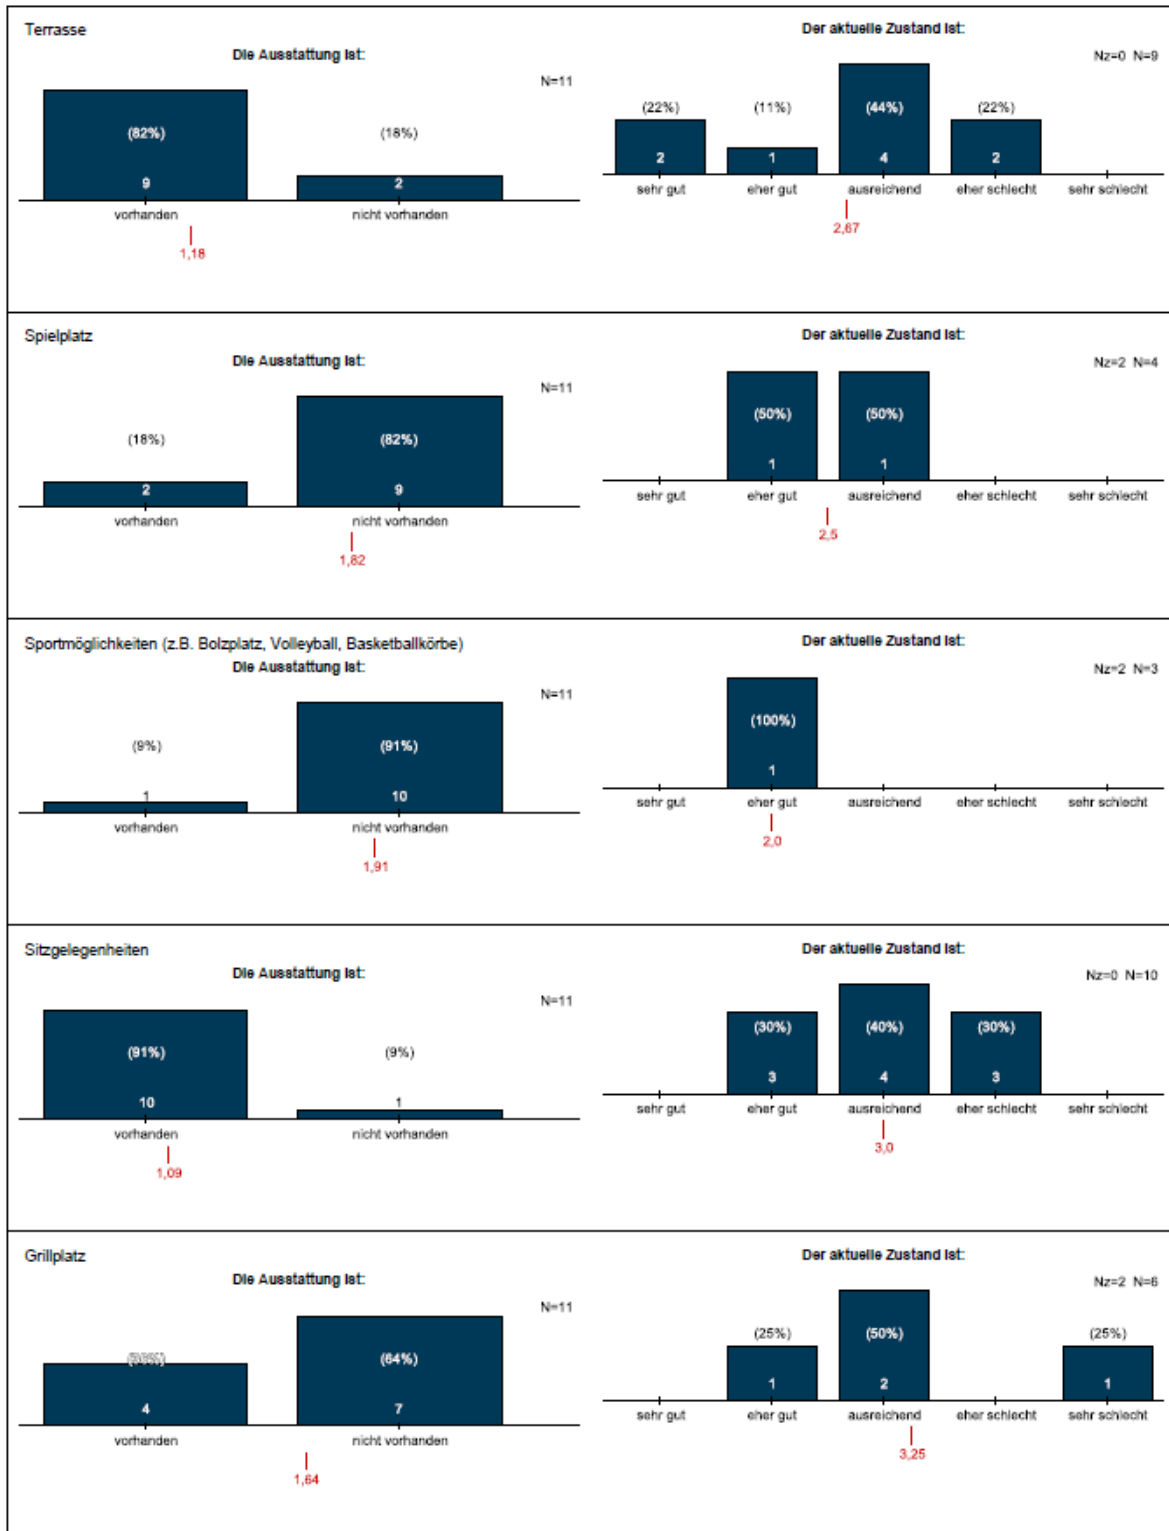 Terrasse
Die Ausstattung ist:
N=11
(82%)
(18%)
9
2
vorhanden
nicht vorhanden
1,18
Der aktuelle Zustand ist:
Nz=0 N=9
(22%)
(11%)
(44%)
(22%)
2
1
4
2
sehr gut
eher gut
ausreichend
eher schlecht
sehr schlecht
2,67
Spielplatz
Die Ausstattung ist:
N=11
(18%)
(82%)
2
9
vorhanden
nicht vorhanden
1,82
Der aktuelle Zustand ist:
Nz=2 N=4
(50%)
(50%)
1
1
sehr gut
eher gut
ausreichend
eher schlecht
sehr schlecht
2,5
Sportmöglichkeiten (z.B. Bolzplatz, Volleyball, Basketballkörbe)
Die Ausstattung ist:
N=11
(9%)
(91%)
1
10
vorhanden
nicht vorhanden
1,91
Der aktuelle Zustand ist:
Nz=2 N=3
(100%)
1
sehr gut
eher gut
ausreichend
eher schlecht
sehr schlecht
2,0
Sitzgelegenheiten
Die Ausstattung ist:
N=11
(91%)
(9%)
10
1
vorhanden
nicht vorhanden
1,09
Der aktuelle Zustand ist:
Nz=0 N=10
(30%)
(40%)
(30%)
3
4
3
sehr gut
eher gut
ausreichend
eher schlecht
sehr schlecht
3,0
Grillplatz
Die Ausstattung ist:
N=11
(64%)
4
7
vorhanden
nicht vorhanden
1,64
Der aktuelle Zustand ist:
Nz=2 N=6
(25%)
(50%)
(25%)
1
2
1
sehr gut
eher gut
ausreichend
eher schlecht
sehr schlecht
3,25